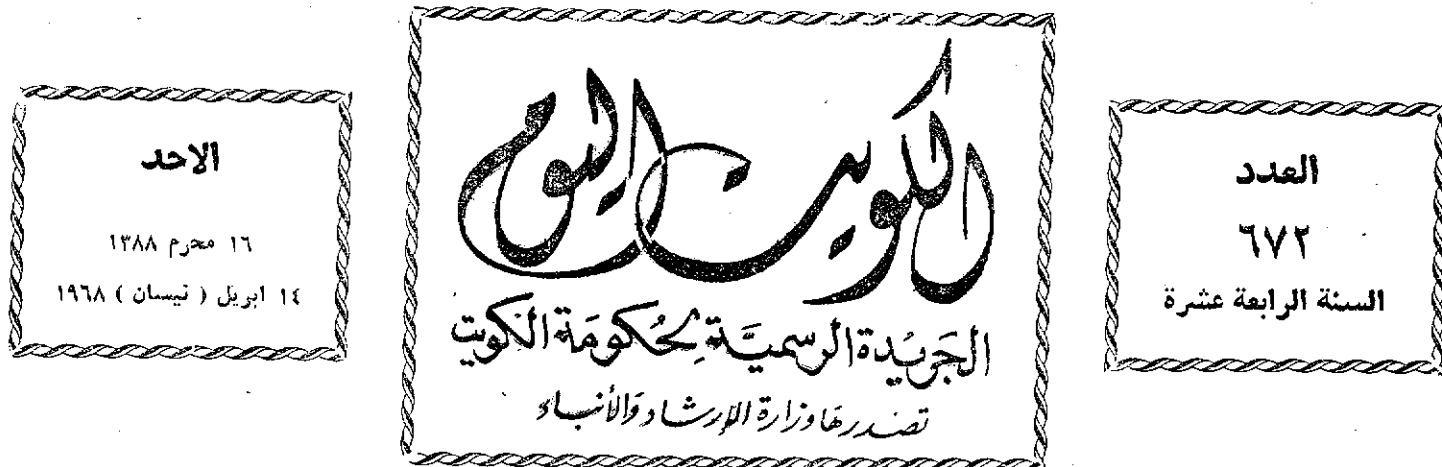 العدد
٦٧٢
السنة الرابعة عشرة
الكويت اليوم
الجريدة الرسمية لحكومة الكويت
تصدرها وزارة الإرشاد والأنباء
الاحد
١٦ محرم ١٣٨٨
١٤ ابريل ( نيسان ) ١٩٦٨